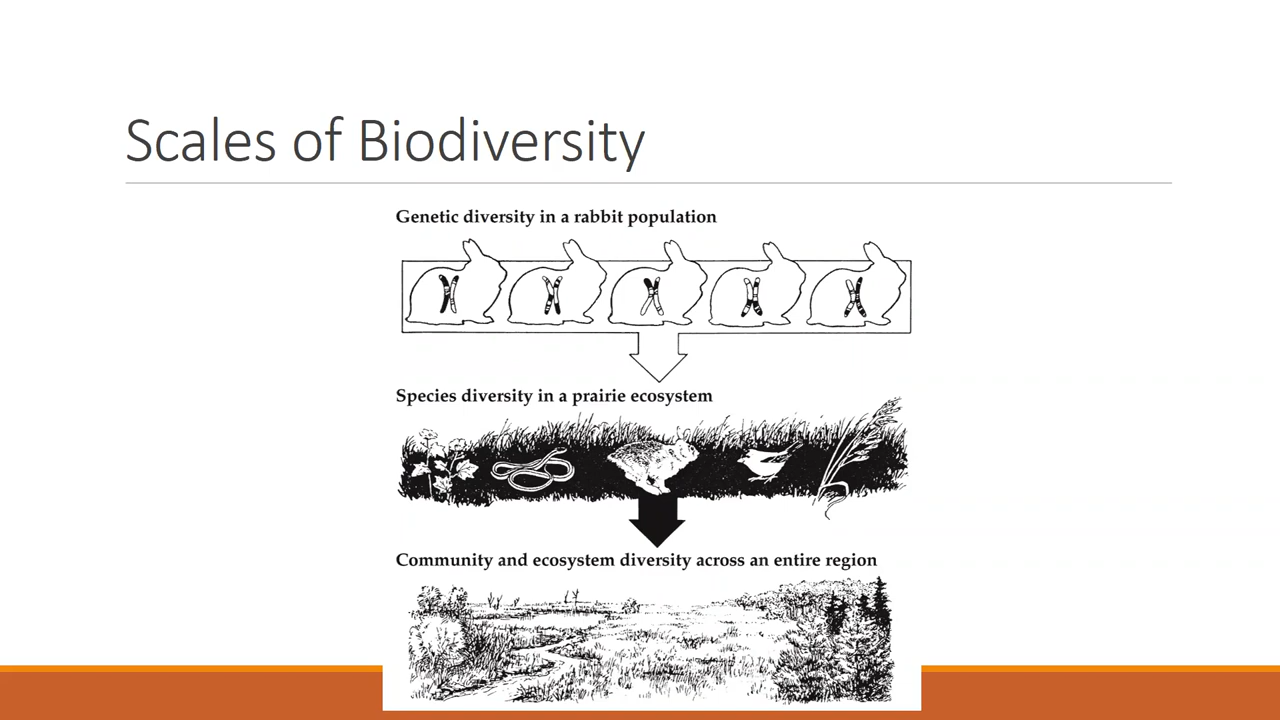 Scales of Biodiversity
Genetic diversity in a rabbit population
Species diversity in a prairie ecosystem
Community and ecosystem diversity across an entire region